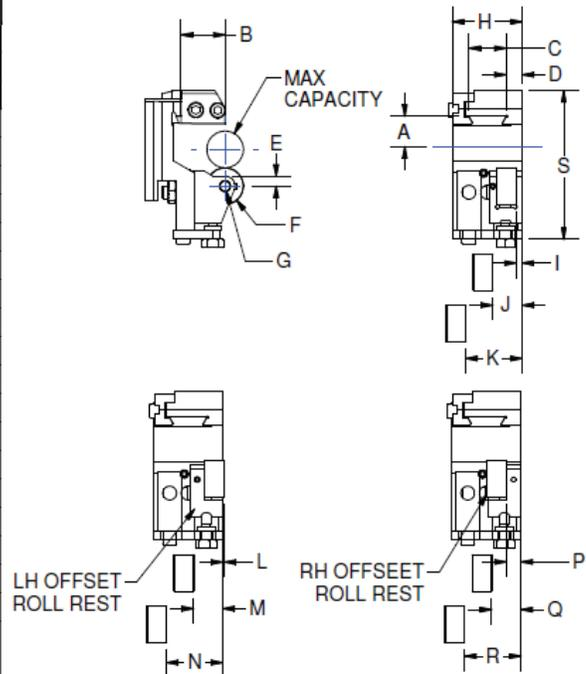 B
MAX
CAPACITY
E
F
G
H
C
D
A
S
I
J
K
LH OFFSET
ROLL REST
L
M
N
RH OFFSEET
ROLL REST
P
Q
R